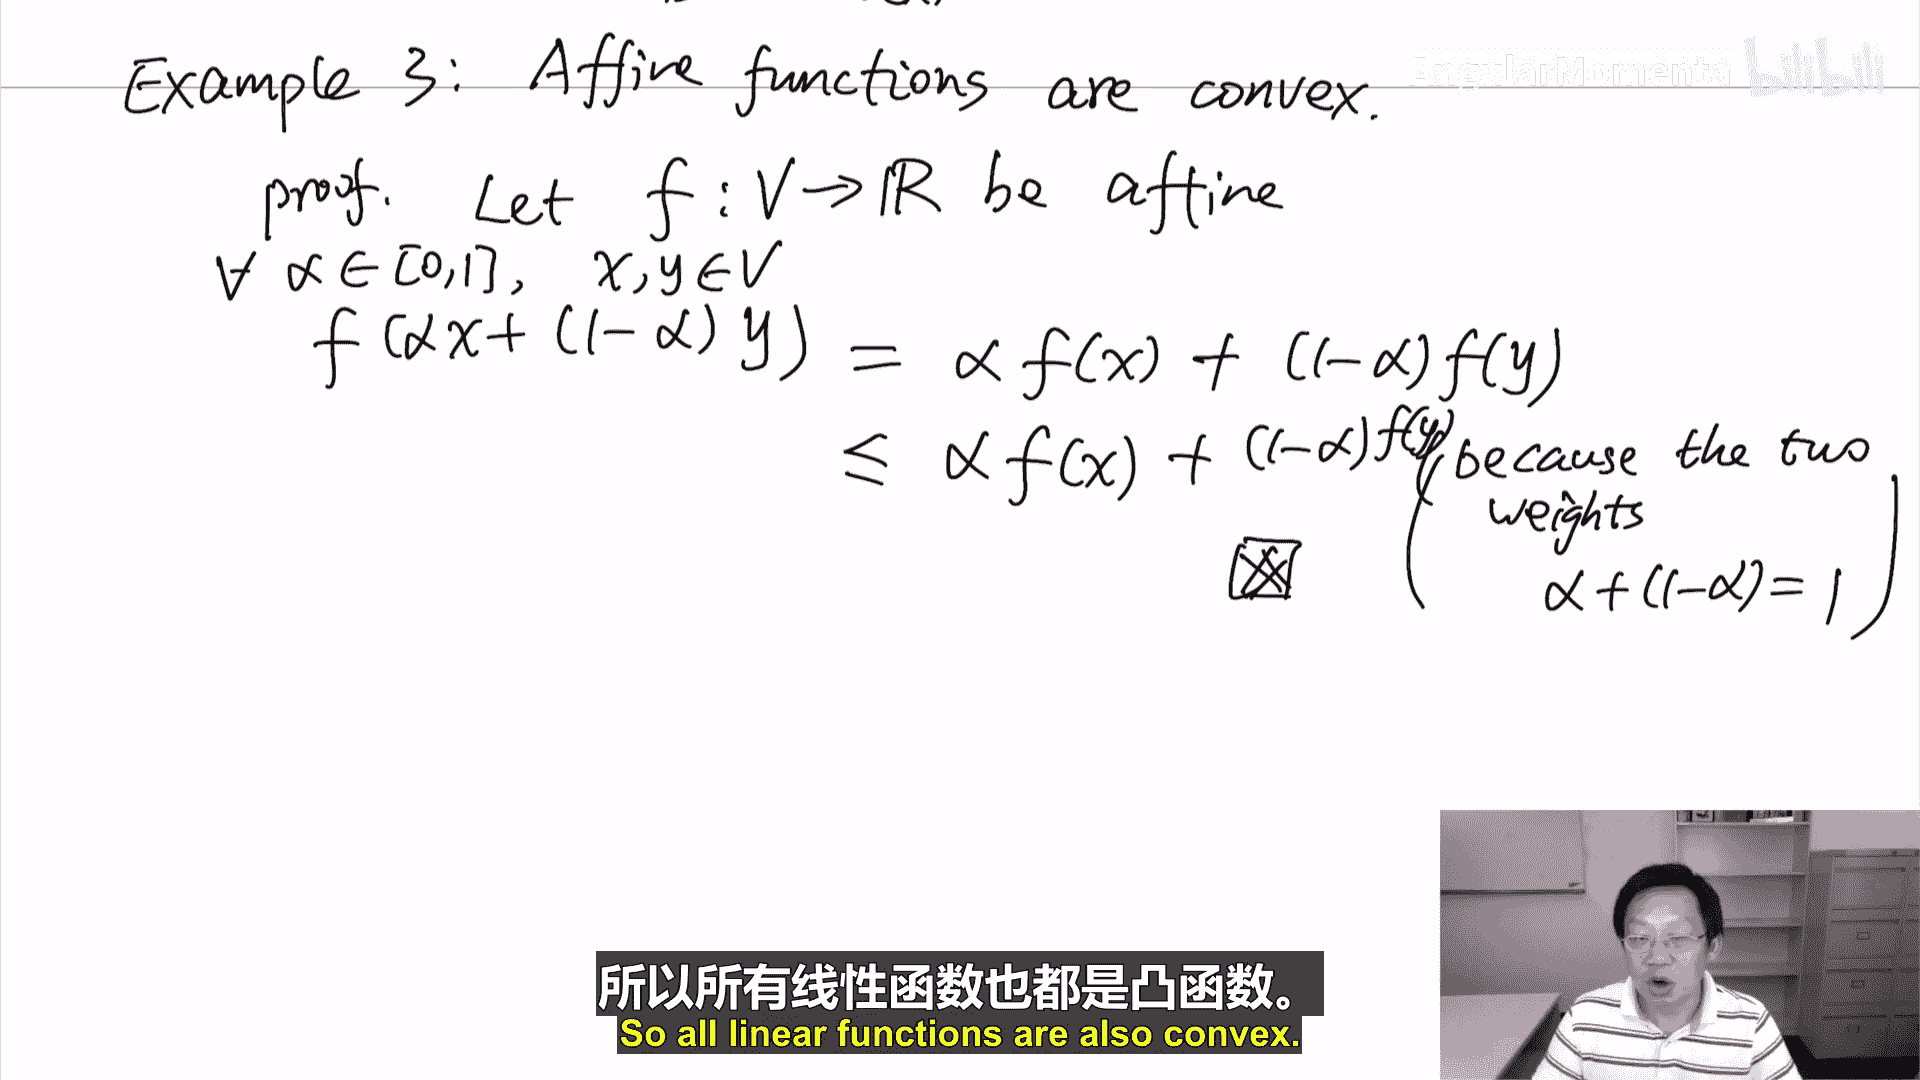 Example 3: Affine functions are convex.
AngularMomenta bilibili
proof. Let f : V → ℝ be affine
∀ α ∈ [0,1], x, y ∈ V
f(αx + (1-α) y) = α f(x) + (1-α) f(y)
≤ α f(x) + (1-α) f(y)
(because the two
weights
α + (1-α) = 1)
所以所有线性函数也都是凸函数。
So all linear functions are also convex.